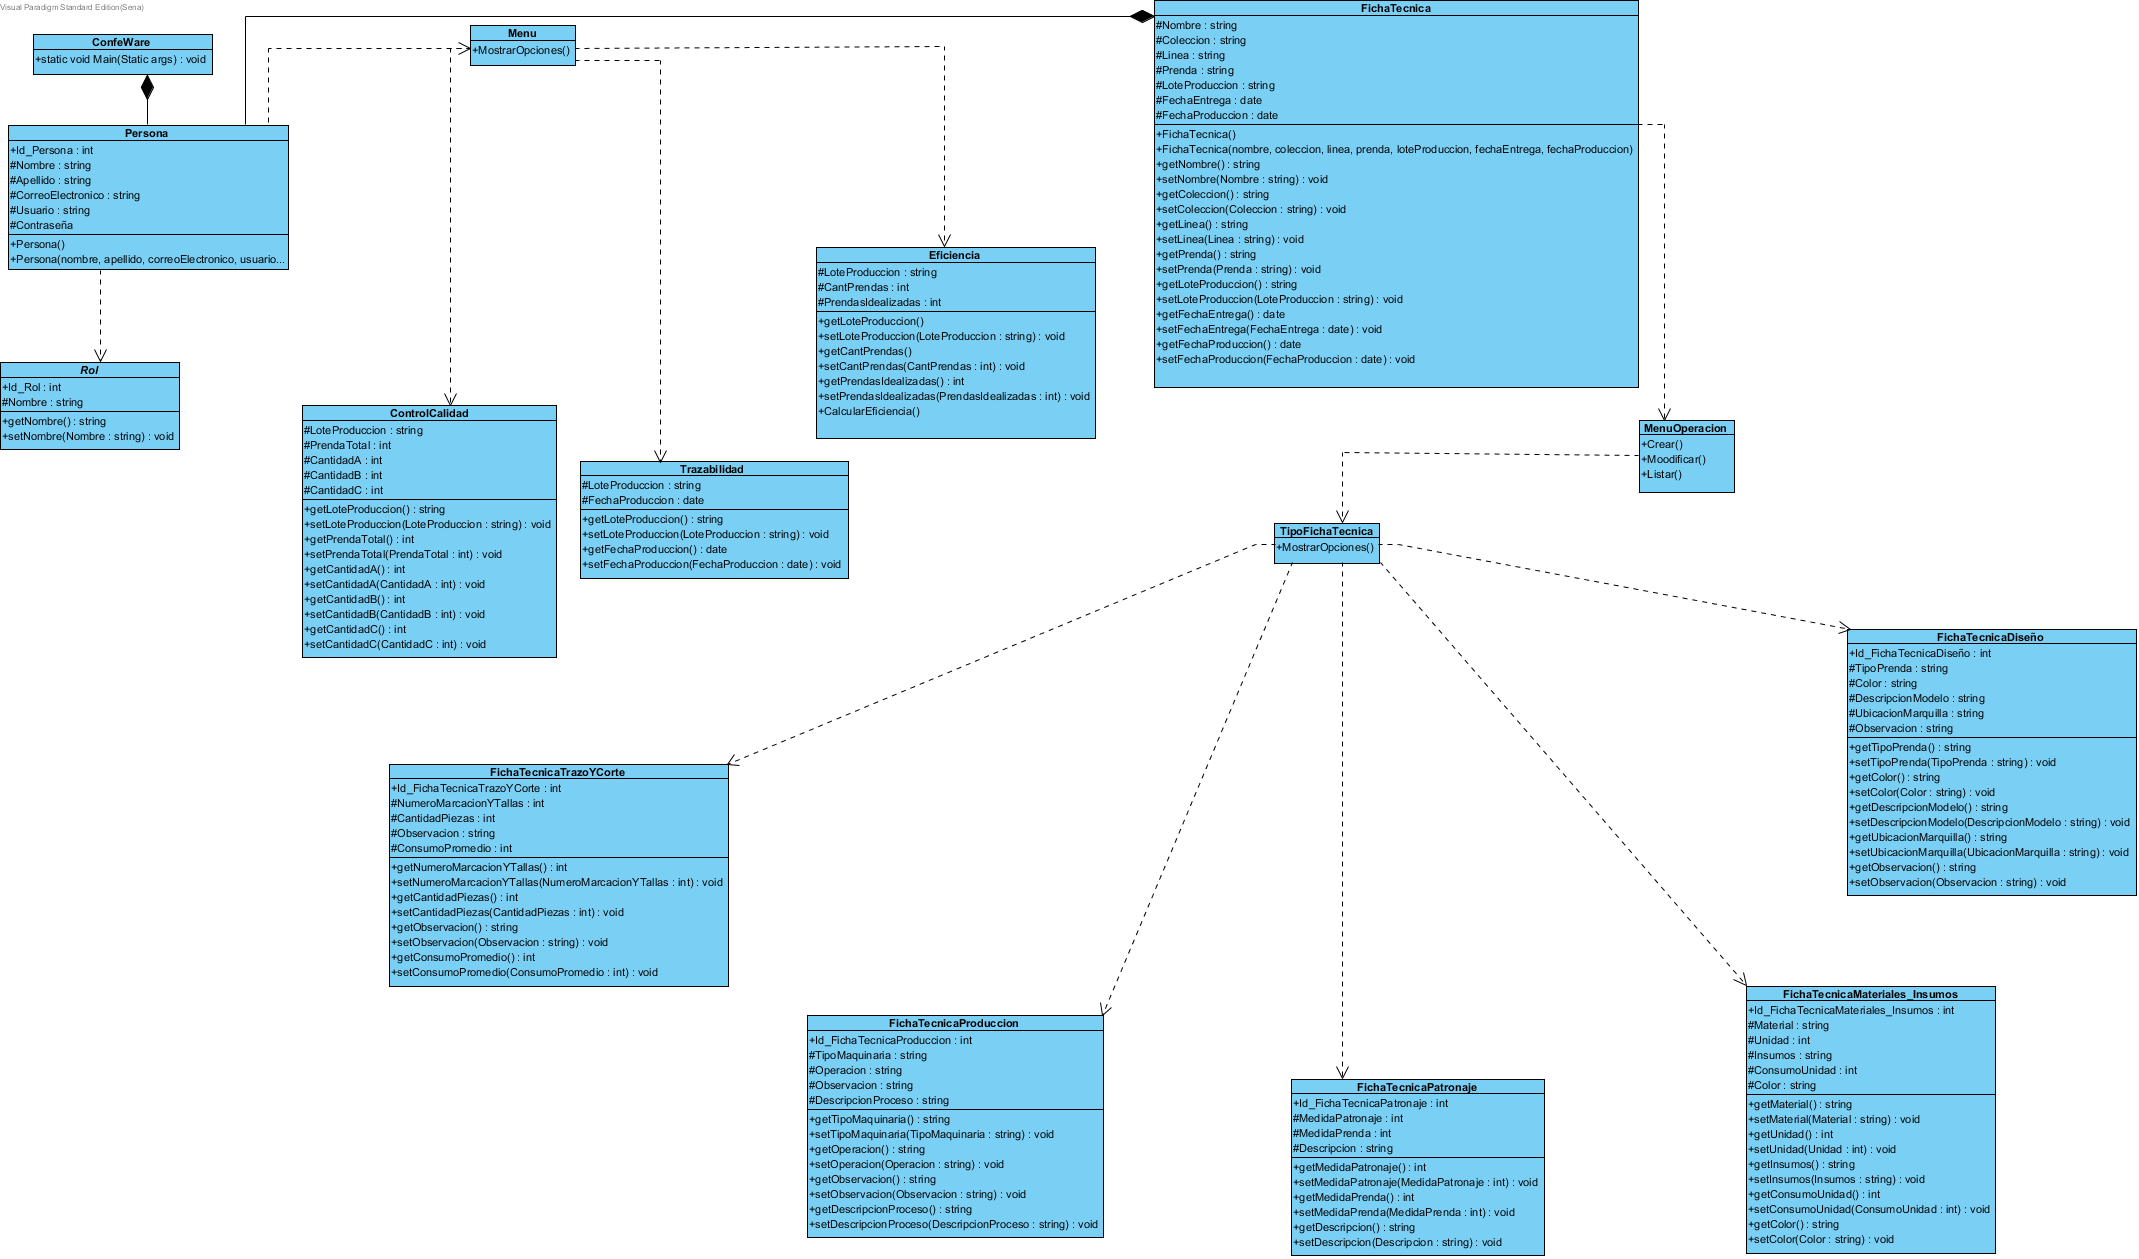 Visual Paradigm Standard Edition(Sena)
ConfeWare
+static void Main(Static args) : void
Menu
+MostrarOpciones()
FichaTecnica
#Nombre : string
#Coleccion : string
#Linea : string
#Prenda : string
#LoteProduccion : string
#FechaEntrega : date
#FechaProduccion : date
+FichaTecnica()
+FichaTecnica(nombre, coleccion, linea, prenda, loteProduccion, fechaEntrega, fechaProduccion)
+getNombre() : string
+setNombre(Nombre : string) : void
+getColeccion() : string
+setColeccion(Coleccion : string) : void
+getLinea() : string
+setLinea(Linea : string) : void
+getPrenda() : string
+setPrenda(Prenda : string) : void
+getLoteProduccion() : string
+setLoteProduccion(LoteProduccion : string) : void
+getFechaEntrega() : date
+setFechaEntrega(FechaEntrega : date) : void
+getFechaProduccion() : date
+setFechaProduccion(FechaProduccion : date) : void
Persona
+Id_Persona : int
#Nombre : string
#Apellido : string
#CorreoElectronico : string
#Usuario : string
#Contraseña
+Persona()
+Persona(nombre, apellido, correoElectronico, usuario...
Eficiencia
#LoteProduccion : string
#CantPrendas : int
#PrendasIdealizadas : int
+getLoteProduccion()
+setLoteProduccion(LoteProduccion : string) : void
+getCantPrendas()
+setCantPrendas(CantPrendas : int) : void
+getPrendasIdealizadas() : int
+setPrendasIdealizadas(PrendasIdealizadas : int) : void
+CalcularEficiencia()
Rol
+Id_Rol : int
#Nombre : string
+getNombre() : string
+setNombre(Nombre : string) : void
ControlCalidad
#LoteProduccion : string
#PrendaTotal : int
#CantidadA : int
#CantidadB : int
#CantidadC : int
+getLoteProduccion() : string
+setLoteProduccion(LoteProduccion : string) : void
+getPrendaTotal() : int
+setPrendaTotal(PrendaTotal : int) : void
+getCantidadA() : int
+setCantidadA(CantidadA : int) : void
+getCantidadB() : int
+setCantidadB(CantidadB : int) : void
+getCantidadC() : int
+setCantidadC(CantidadC : int) : void
Trazabilidad
#LoteProduccion : string
#FechaProduccion : date
+getLoteProduccion() : string
+setLoteProduccion(LoteProduccion : string) : void
+getFechaProduccion() : date
+setFechaProduccion(FechaProduccion : date) : void
MenuOperacion
+Crear()
+Moodificar()
+Listar()
TipoFichaTecnica
+MostrarOpciones()
FichaTecnicaDiseño
+Id_FichaTecnicaDiseño : int
#TipoPrenda : string
#Color : string
#DescripcionModelo : string
#UbicacionMarquilla : string
#Observacion : string
+getTipoPrenda() : string
+setTipoPrenda(TipoPrenda : string) : void
+getColor() : string
+setColor(Color : string) : void
+getDescripcionModelo() : string
+setDescripcionModelo(DescripcionModelo : string) : void
+getUbicacionMarquilla() : string
+setUbicacionMarquilla(UbicacionMarquilla : string) : void
+getObservacion() : string
+setObservacion(Observacion : string) : void
FichaTecnicaTrazoYCorte
+Id_FichaTecnicaTrazoYCorte : int
#NumeroMarcacionYTallas : int
#CantidadPiezas : int
#Observacion : string
#ConsumoPromedio : int
+getNumeroMarcacionYTallas() : int
+setNumeroMarcacionYTallas(NumeroMarcacionYTallas : int) : void
+getCantidadPiezas() : int
+setCantidadPiezas(CantidadPiezas : int) : void
+getObservacion() : string
+setObservacion(Observacion : string) : void
+getConsumoPromedio() : int
+setConsumoPromedio(ConsumoPromedio : int) : void
FichaTecnicaProduccion
+Id_FichaTecnicaProduccion : int
#TipoMaquinaria : string
#Operacion : string
#Observacion : string
#DescripcionProceso : string
+getTipoMaquinaria() : string
+setTipoMaquinaria(TipoMaquinaria : string) : void
+getOperacion() : string
+setOperacion(Operacion : string) : void
+getObservacion() : string
+setObservacion(Observacion : string) : void
+getDescripcionProceso() : string
+setDescripcionProceso(DescripcionProceso : string) : void
FichaTecnicaPatronaje
+Id_FichaTecnicaPatronaje : int
#MedidaPatronaje : int
#MedidaPrenda : int
#Descripcion : string
+getMedidaPatronaje() : int
+setMedidaPatronaje(MedidaPatronaje : int) : void
+getMedidaPrenda() : int
+setMedidaPrenda(MedidaPrenda : int) : void
+getDescripcion() : string
+setDescripcion(Descripcion : string) : void
FichaTecnicaMateriales_Insumos
+Id_FichaTecnicaMateriales_Insumos : int
#Material : string
#Unidad : int
#Insumos : string
#ConsumoUnidad : int
#Color : string
+getMaterial() : string
+setMaterial(Material : string) : void
+getUnidad() : int
+setUnidad(Unidad : int) : void
+getInsumos() : string
+setInsumos(Insumos : string) : void
+getConsumoUnidad() : int
+setConsumoUnidad(ConsumoUnidad : int) : void
+getColor() : string
+setColor(Color : string) : void